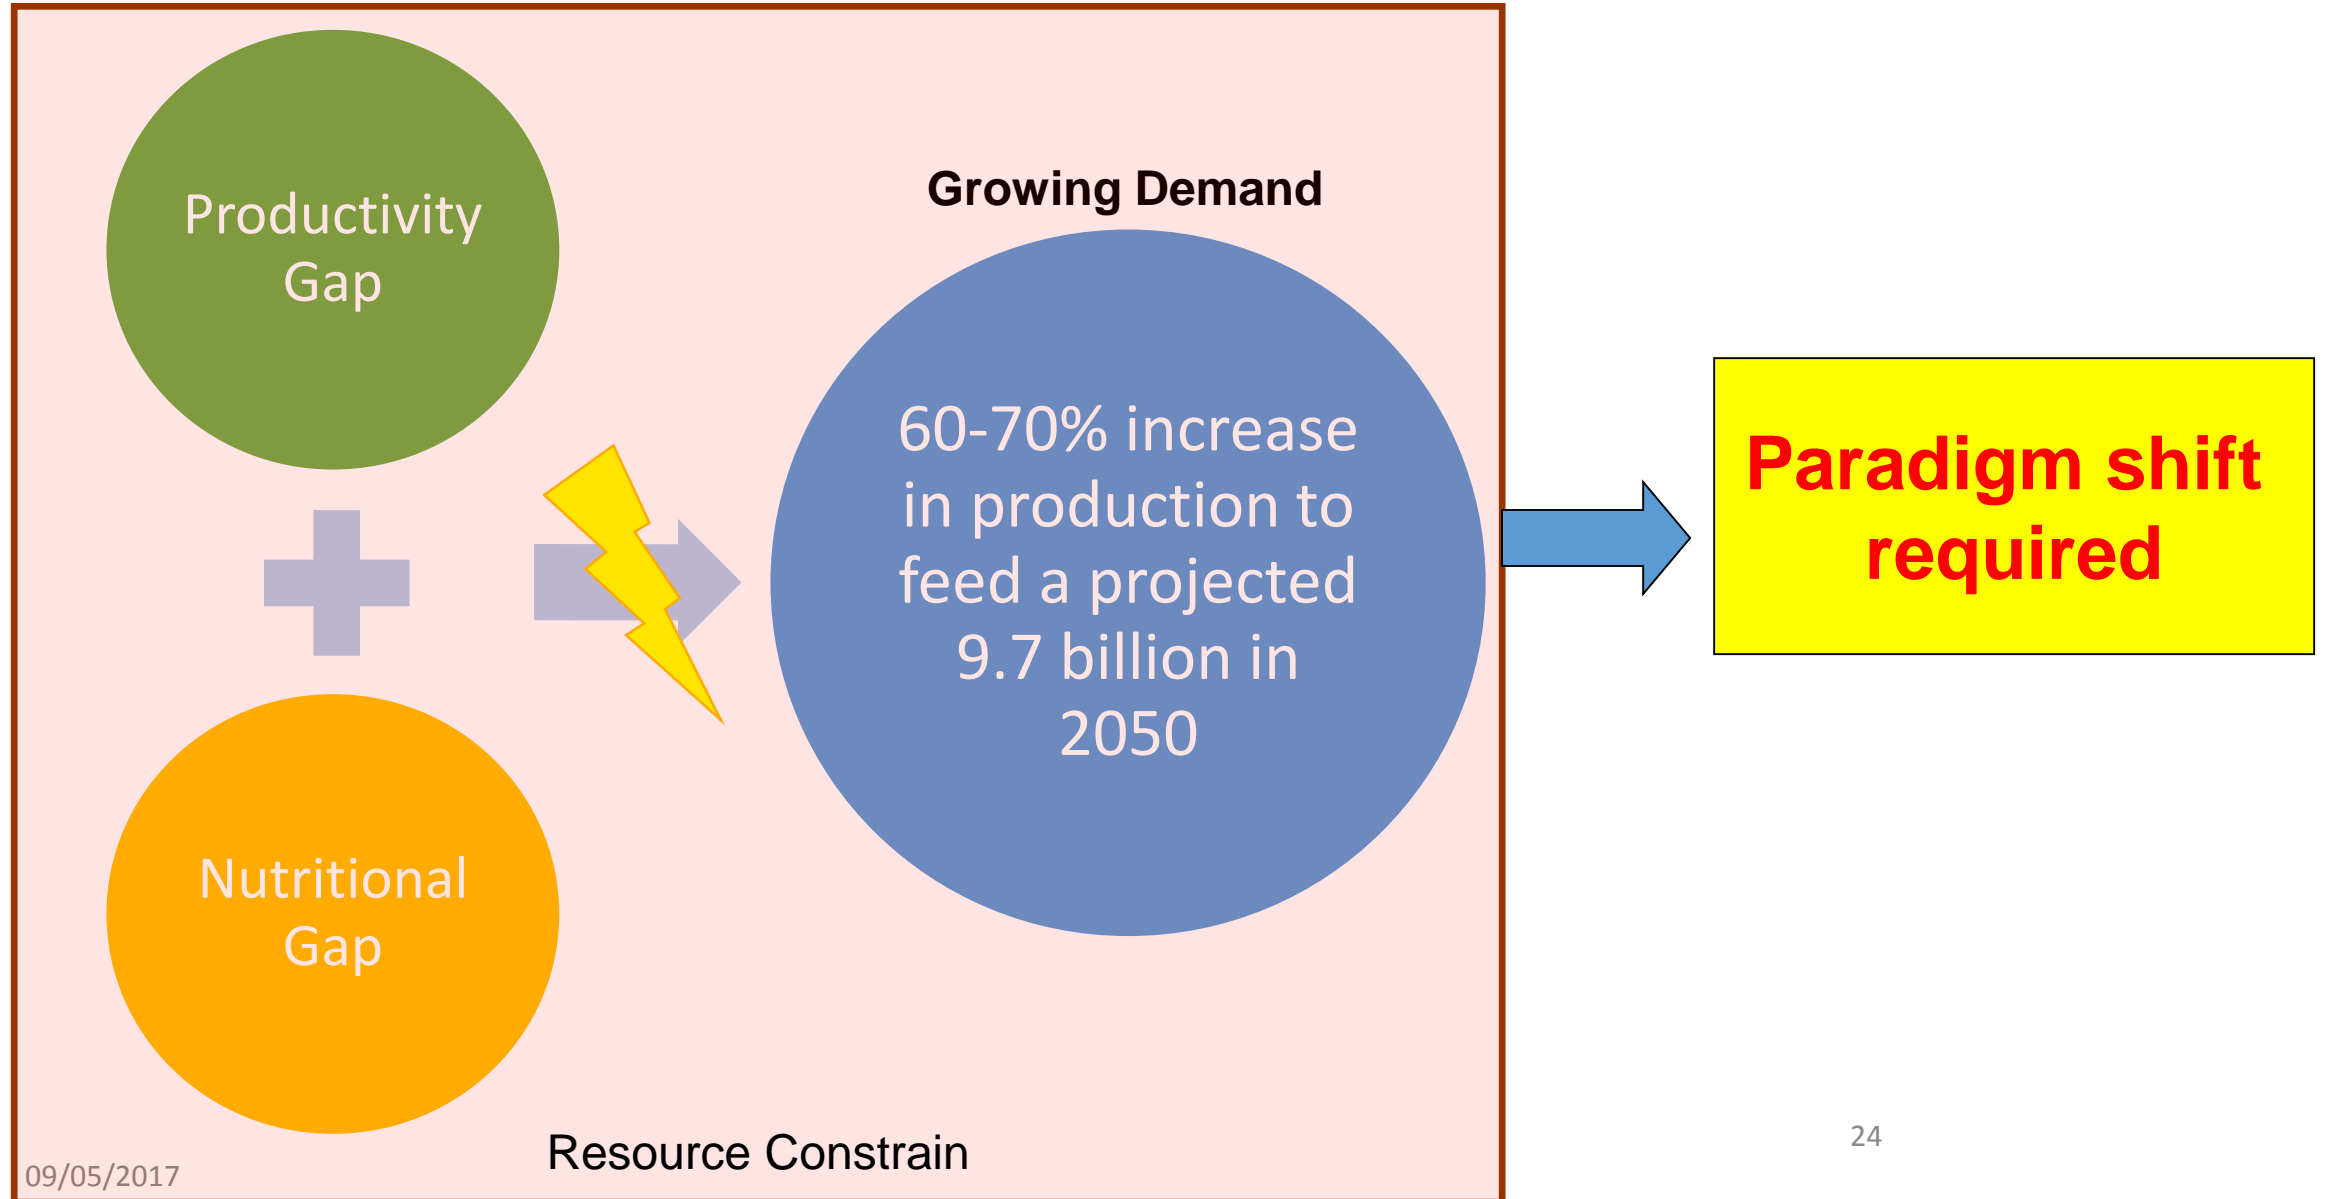 Productivity
Gap
Nutritional
Gap
Growing Demand
60-70% increase
in production to
feed a projected
9.7 billion in
2050
Paradigm shift
required
Resource Constrain
09/05/2017
24